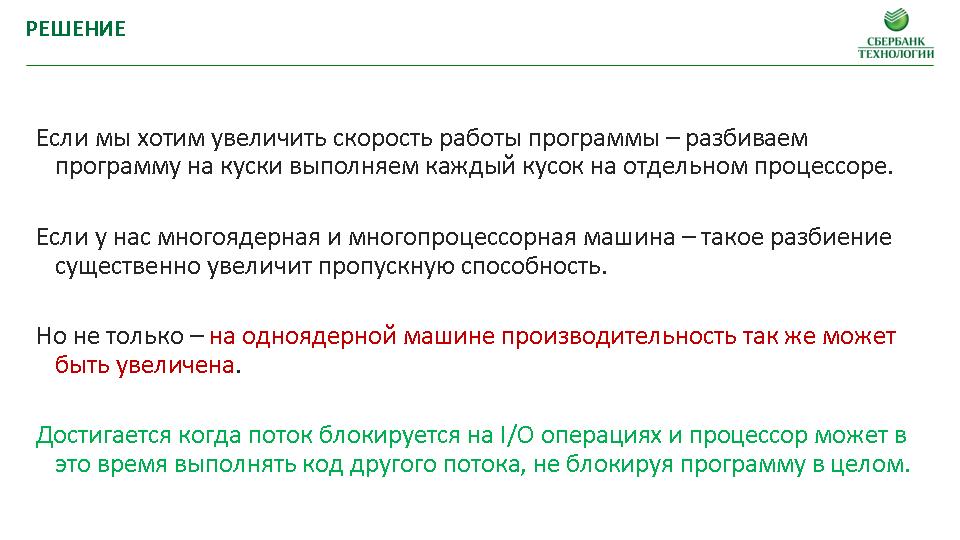 РЕШЕНИЕ
СБЕРБАНК
ТЕХНОЛОГИИ
Если мы хотим увеличить скорость работы программы – разбиваем
программу на куски выполняем каждый кусок на отдельном процессоре.
Если у нас многоядерная и многопроцессорная машина – такое разбиение
существенно увеличит пропускную способность.
Но не только – на одноядерной машине производительность так же может
быть увеличена.
Достигается когда поток блокируется на I/O операциях и процессор может в
это время выполнять код другого потока, не блокируя программу в целом.